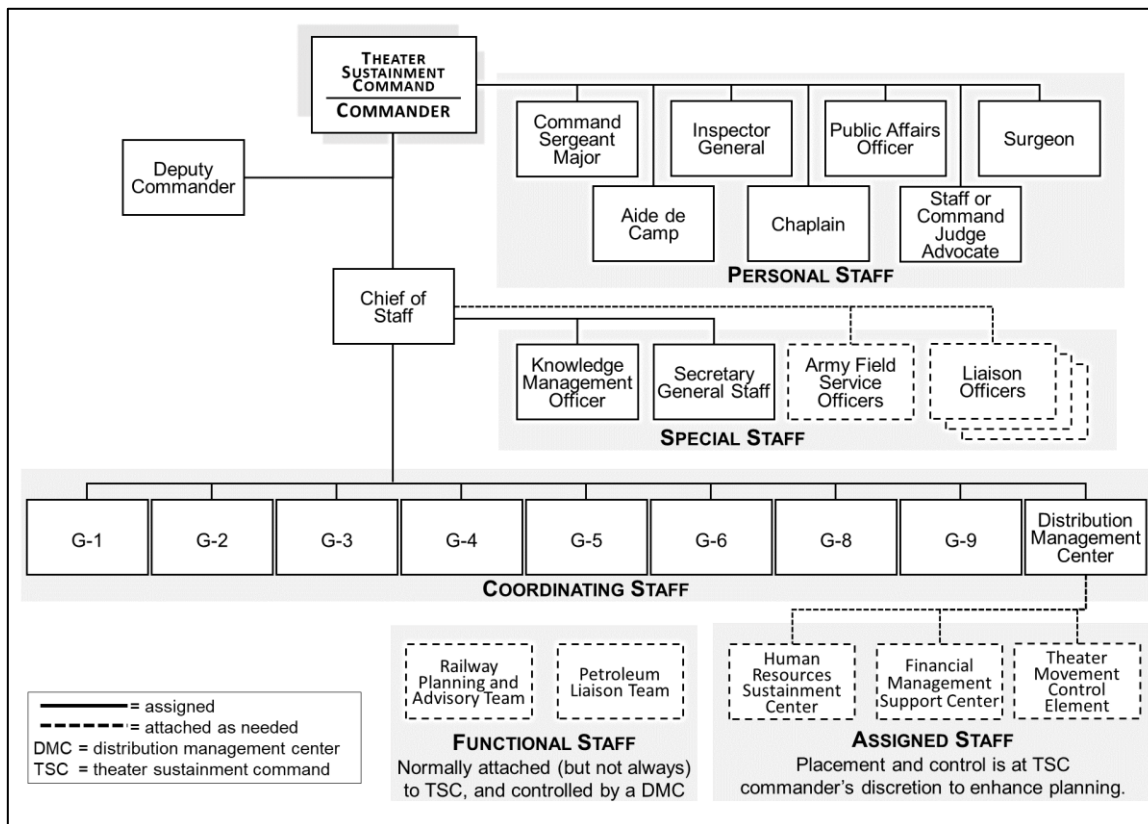 THEATER
SUSTAINMENT
COMMAND
COMMANDER
Deputy
Commander
Command
Sergeant
Major
Inspector
General
Public Affairs
Officer
Surgeon
Aide de
Camp
Chaplain
Staff or
Command
Judge
Advocate
PERSONAL STAFF
Chief of
Staff
Knowledge
Management
Officer
Secretary
General Staff
Army Field
Service
Officers
Liaison
Officers
SPECIAL STAFF
G-1
G-2
G-3
G-4
G-5
G-6
G-8
G-9
Distribution
Management
Center
COORDINATING STAFF
Railway
Planning and
Advisory Team
Petroleum
Liaison Team
FUNCTIONAL STAFF
Normally attached (but not always)
to TSC, and controlled by a DMC
Human
Resources
Sustainment
Center
Financial
Management
Support Center
Theater
Movement
Control
Element
ASSIGNED STAFF
Placement and control is at TSC
commander's discretion to enhance planning.
= assigned
= attached as needed
DMC = distribution management center
TSC = theater sustainment command